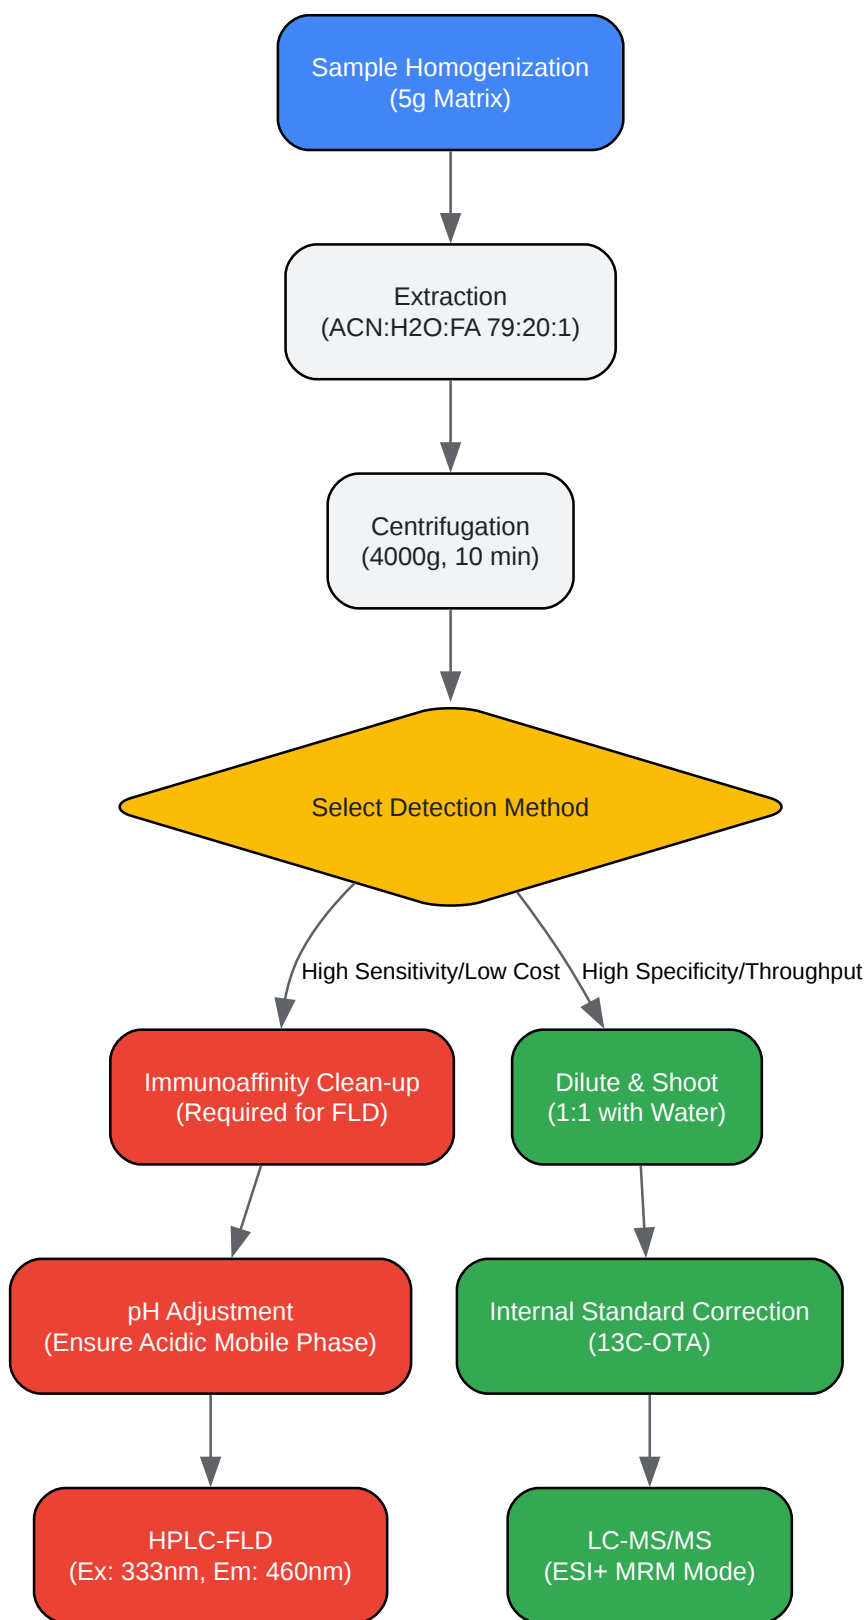 Sample Homogenization
(5g Matrix)
Extraction
(ACN:H2O:FA 79:20:1)
Centrifugation
(4000g, 10 min)
Select Detection Method
High Sensitivity/Low Cost
High Specificity/Throughput
Immunoaffinity Clean-up
(Required for FLD)
Dilute & Shoot
(1:1 with Water)
pH Adjustment
(Ensure Acidic Mobile Phase)
Internal Standard Correction
(13C-OTA)
HPLC-FLD
(Ex: 333nm, Em: 460nm)
LC-MS/MS
(ESI+ MRM Mode)